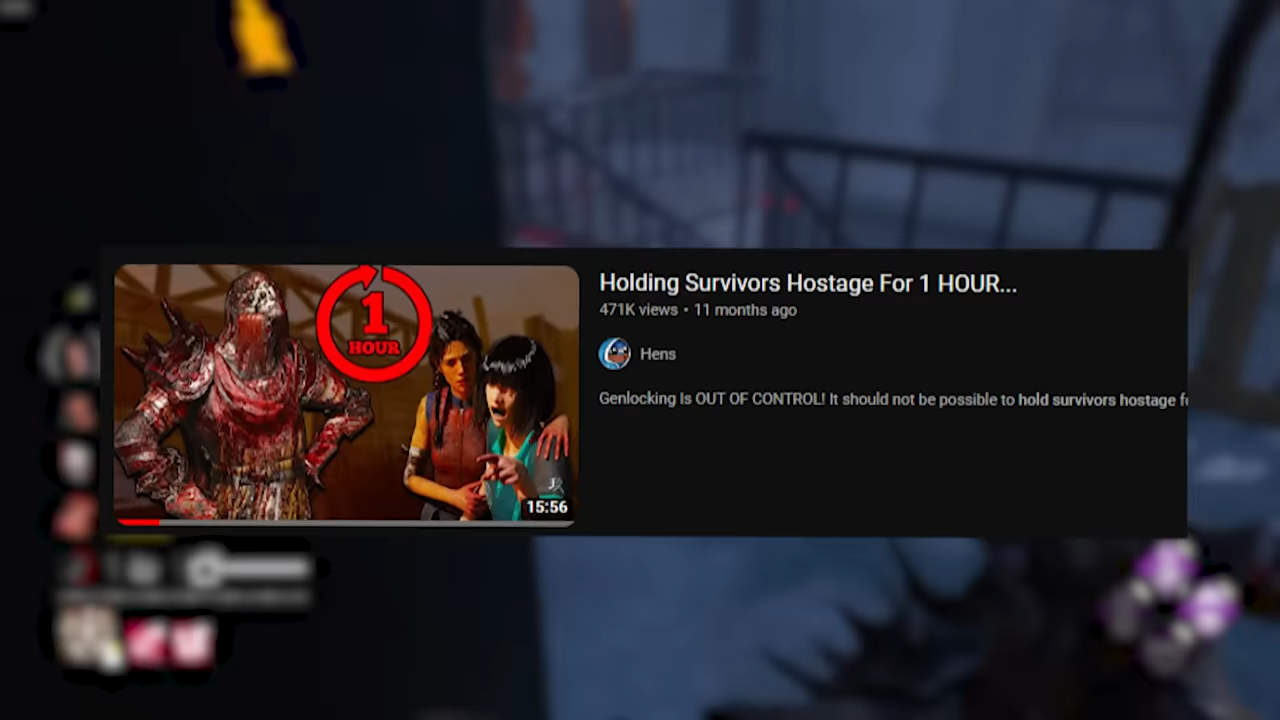 1
HOUR
15:56
Holding Survivors Hostage For 1 HOUR...
471K views • 11 months ago
Hens
Genlocking Is OUT OF CONTROL! It should not be possible to hold survivors hostage